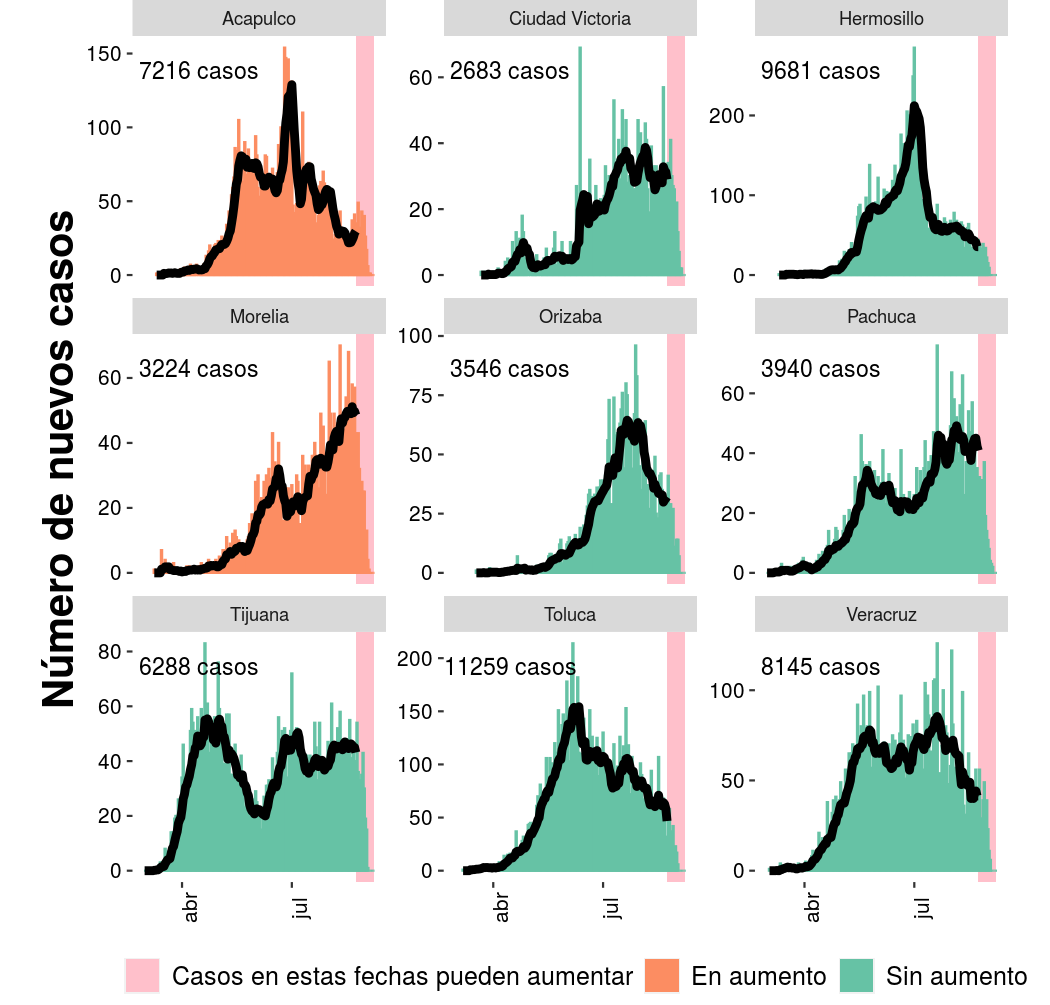 Acapulco
Ciudad Victoria
Hermosillo
150
100
50
0
7216 casos
60
40
20
0
2683 casos
200
100
0
9681 casos
Número de nuevos casos
Morelia
Orizaba
Pachuca
60
40
20
0
3224 casos
100
75
50
25
0
3546 casos
60
40
20
0
3940 casos
Tijuana
Toluca
Veracruz
80
60
40
20
0
6288 casos
200
150
100
50
0
11259 casos
100
50
0
8145 casos
abr
jul
abr
jul
abr
jul
Casos en estas fechas pueden aumentar
En aumento
Sin aumento